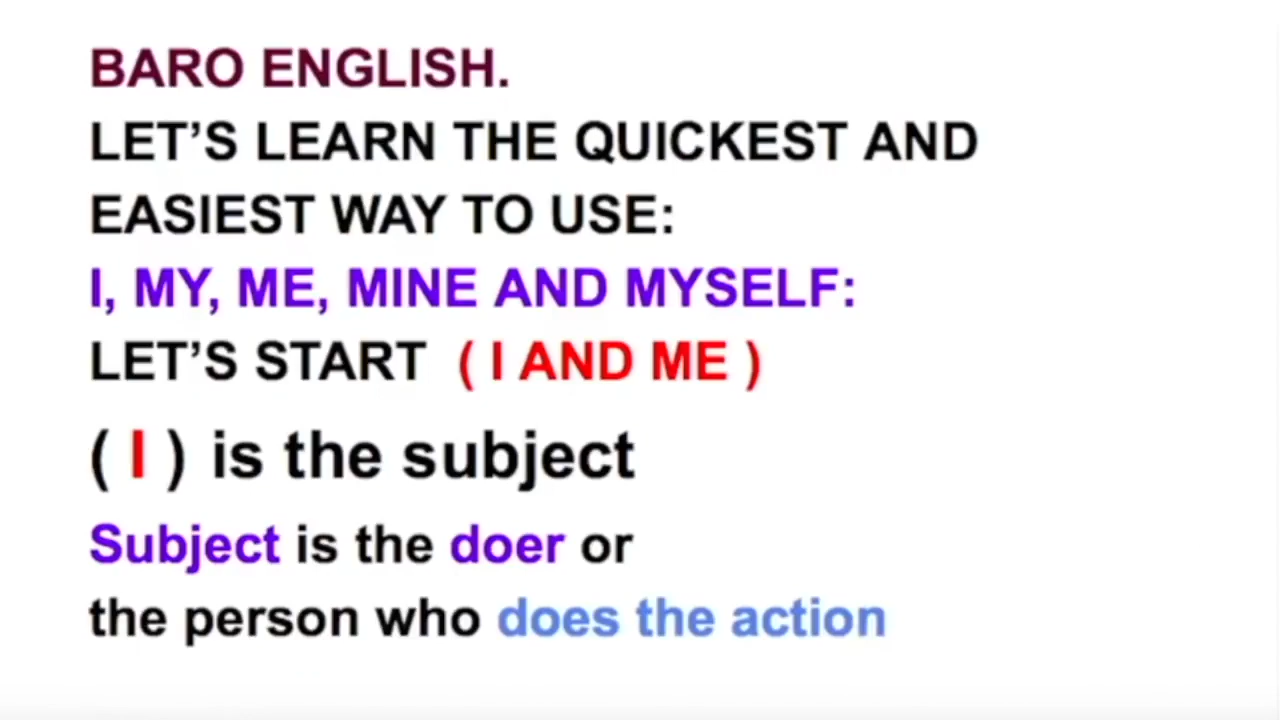 BARO ENGLISH.
LET’S LEARN THE QUICKEST AND
EASIEST WAY TO USE:
I, MY, ME, MINE AND MYSELF:
LET’S START ( I AND ME )
( I ) is the subject
Subject is the doer or
the person who does the action